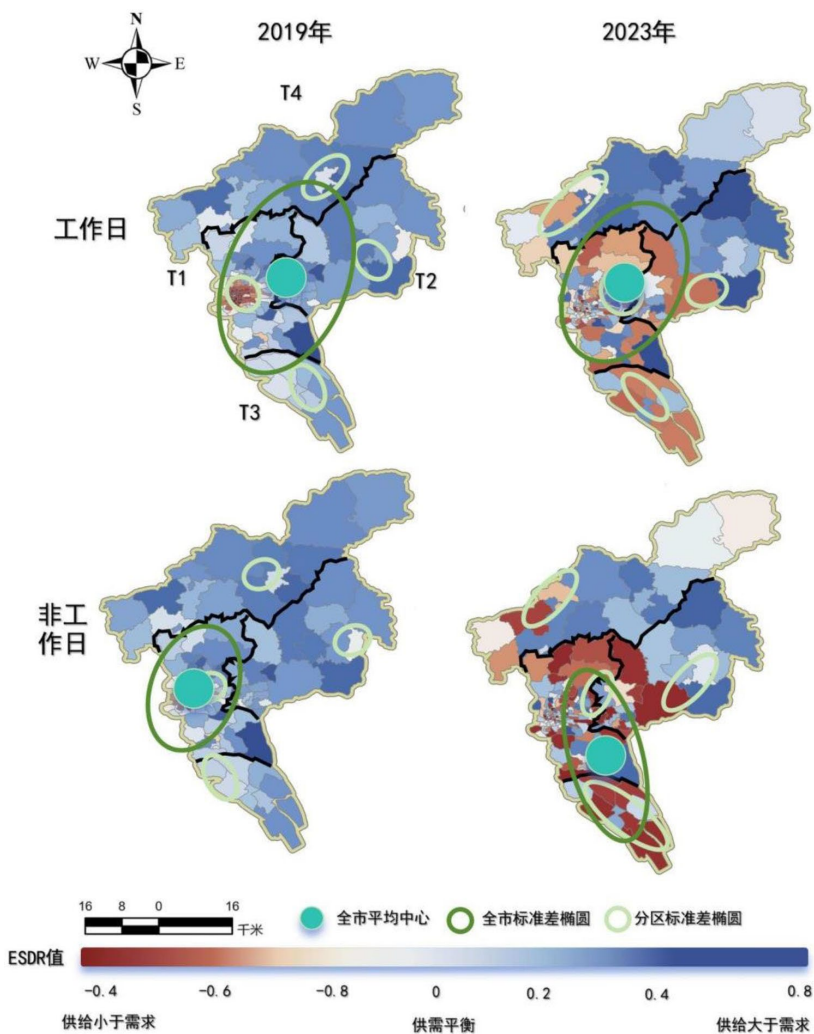 2019年
2023年
N
W
E
S
T4
工作日
T1
T2
T3
非工
作日
16 8 0 16
千米
全市平均中心
全市标准差椭圆
分区标准差椭圆
ESDR值
-0.4 -0.6 -0.8 0 0.2 0.4 0.8
供给小于需求
供需平衡
供给大于需求